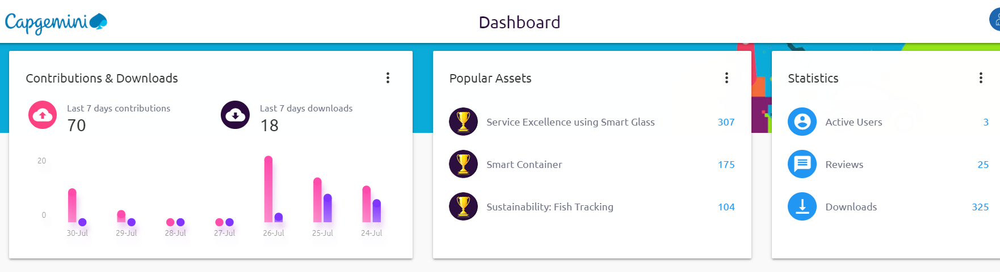 Capgemini
Dashboard
Contributions & Downloads
Last 7 days contributions
70
Last 7 days downloads
18
20
0
30-Jul 29-Jul 28-Jul 27-Jul 26-Jul 25-Jul 24-Jul
Popular Assets
Service Excellence using Smart Glass 307
Smart Container 175
Sustainability: Fish Tracking 104
Statistics
Active Users 3
Reviews 25
Downloads 325